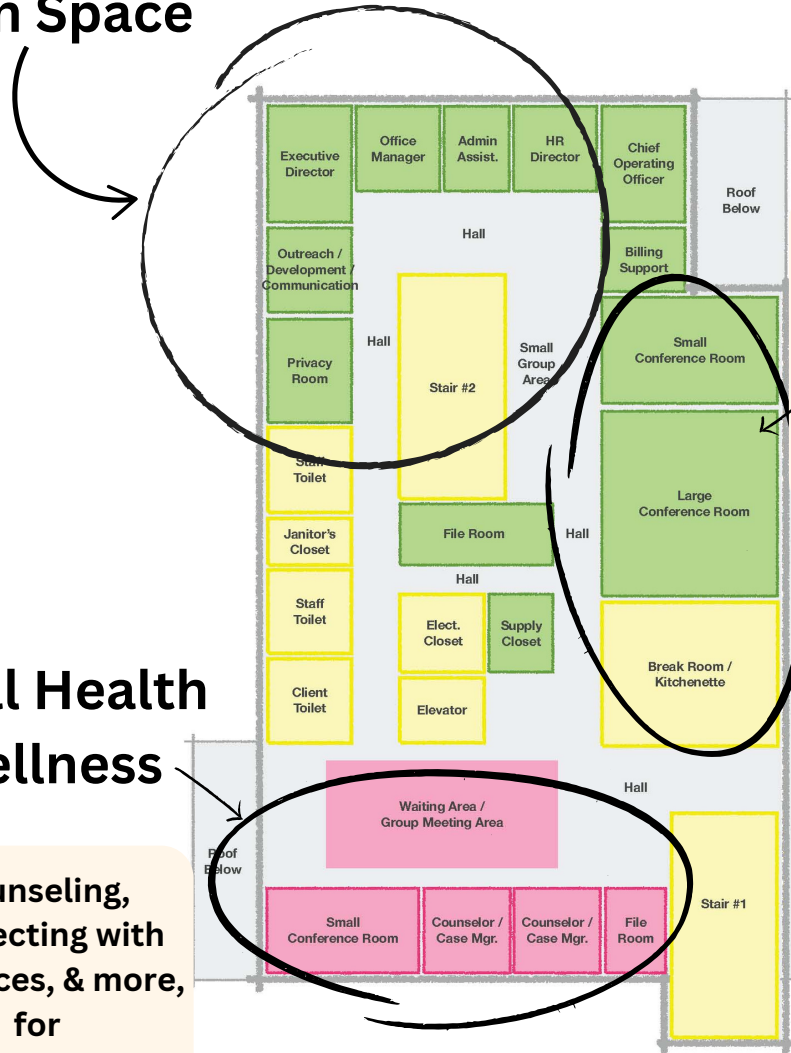 n Space
Executive
Director
Office
Manager
Admin
Assist.
HR
Director
Chief
Operating
Officer
Roof
Below
Hall
Outreach /
Development /
Communication
Billing
Support
Hall
Small
Group
Area
Small
Conference Room
Privacy
Room
Stair #2
Staff
Toilet
Large
Conference Room
Janitor's
Closet
File Room
Hall
Hall
Staff
Toilet
Elect.
Closet
Supply
Closet
Break Room /
Kitchenette
Client
Toilet
Elevator
l Health
ellness
Hall
Waiting Area /
Group Meeting Area
Roof
Below
Stair #1
Small
Conference Room
Counselor /
Case Mgr.
Counselor /
Case Mgr.
File
Room
unseling,
ecting with
ces, & more,
for